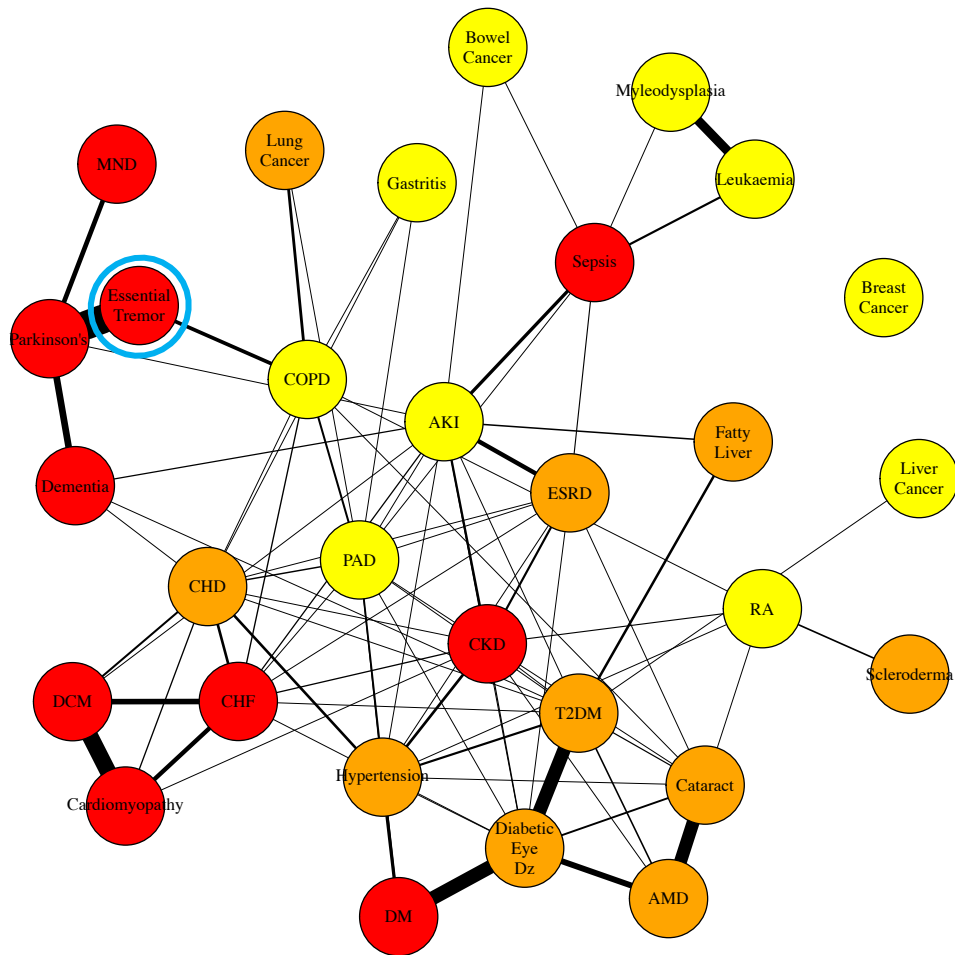 Bowel
Cancer
Myleodysplasia
Lung
Cancer
MND
Gastritis
Leukaemia
Sepsis
Essential
Tremor
Breast
Cancer
Parkinson's
COPD
AKI
Fatty
Liver
Liver
Cancer
Dementia
ESRD
PAD
CHD
RA
CKD
Scleroderma
DCM
CHF
T2DM
Hypertension
Cataract
Cardiomyopathy
Diabetic
Eye
Dz
AMD
DM